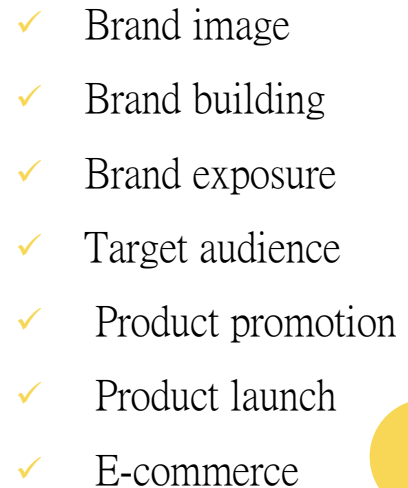 Brand image
Brand building
Brand exposure
Target audience
Product promotion
Product launch
E-commerce